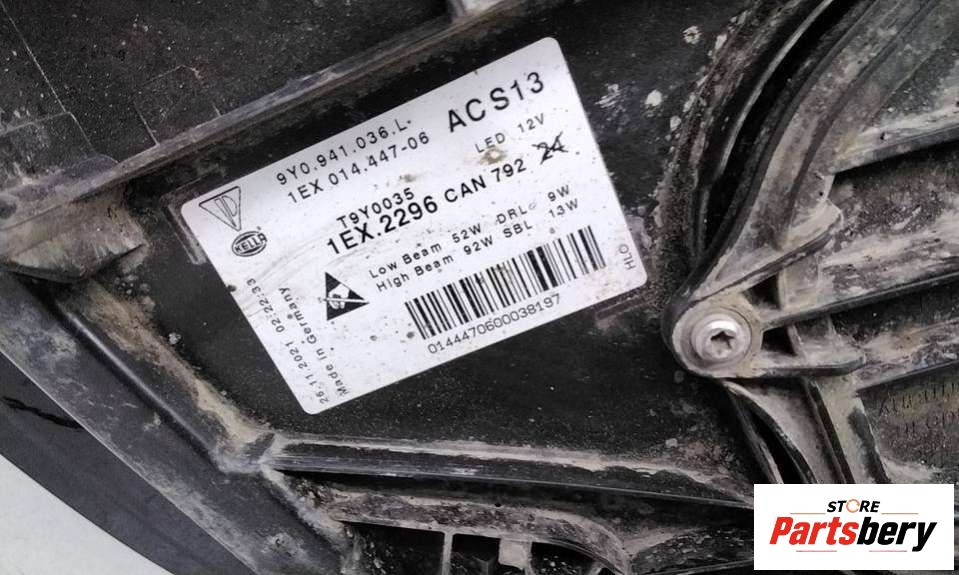 9Y0.941.036.L.
1EX 014.447-06
ACS13
LED 12V
T9Y0035
1EX.2296 CAN 792 24
HELLA
Low Beam 52W DRL 9W
High Beam 92W SBL 13W
0144470600038197
HLO
26.11.2021 02:22:33
Made in Germany
STORE
Partsbery